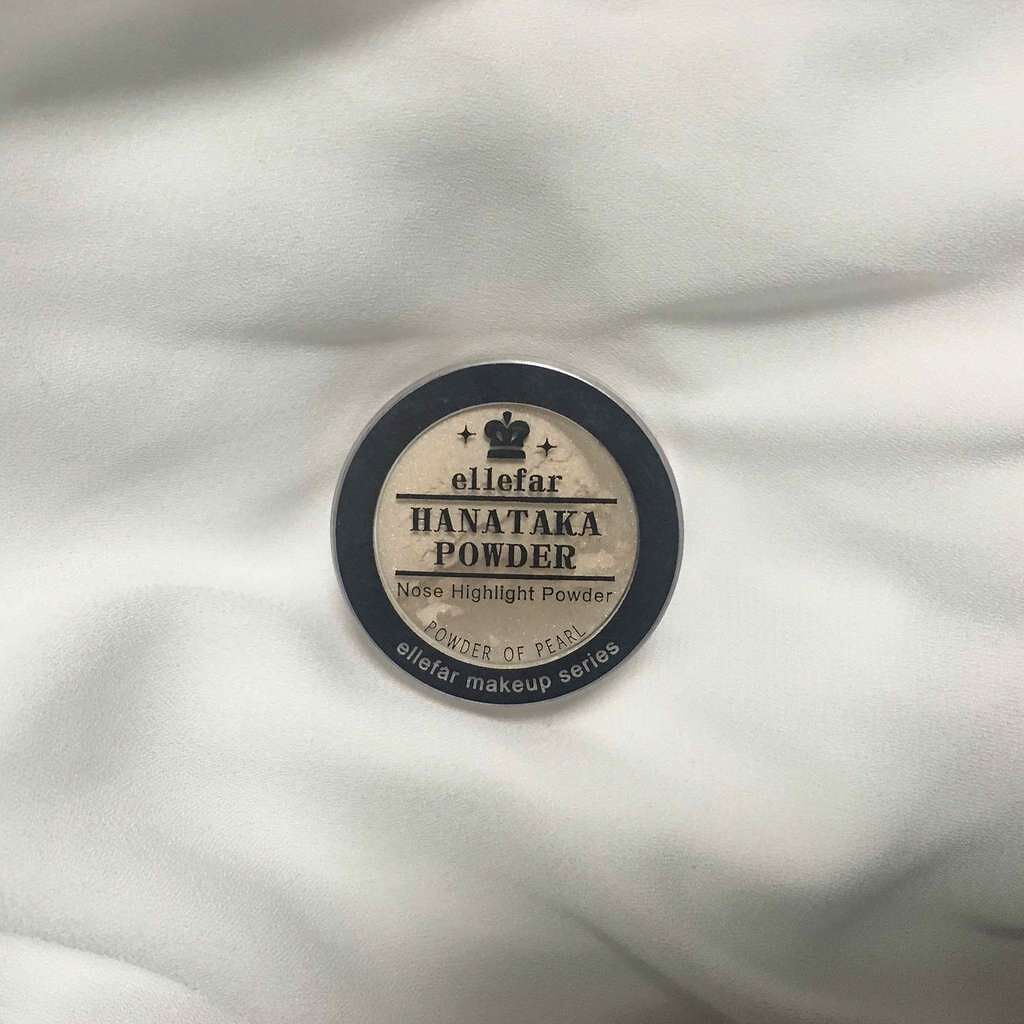 ellefar
HANATAKA
POWDER
Nose Highlight Powder
POWDER OF PEARL
ellefar makeup series